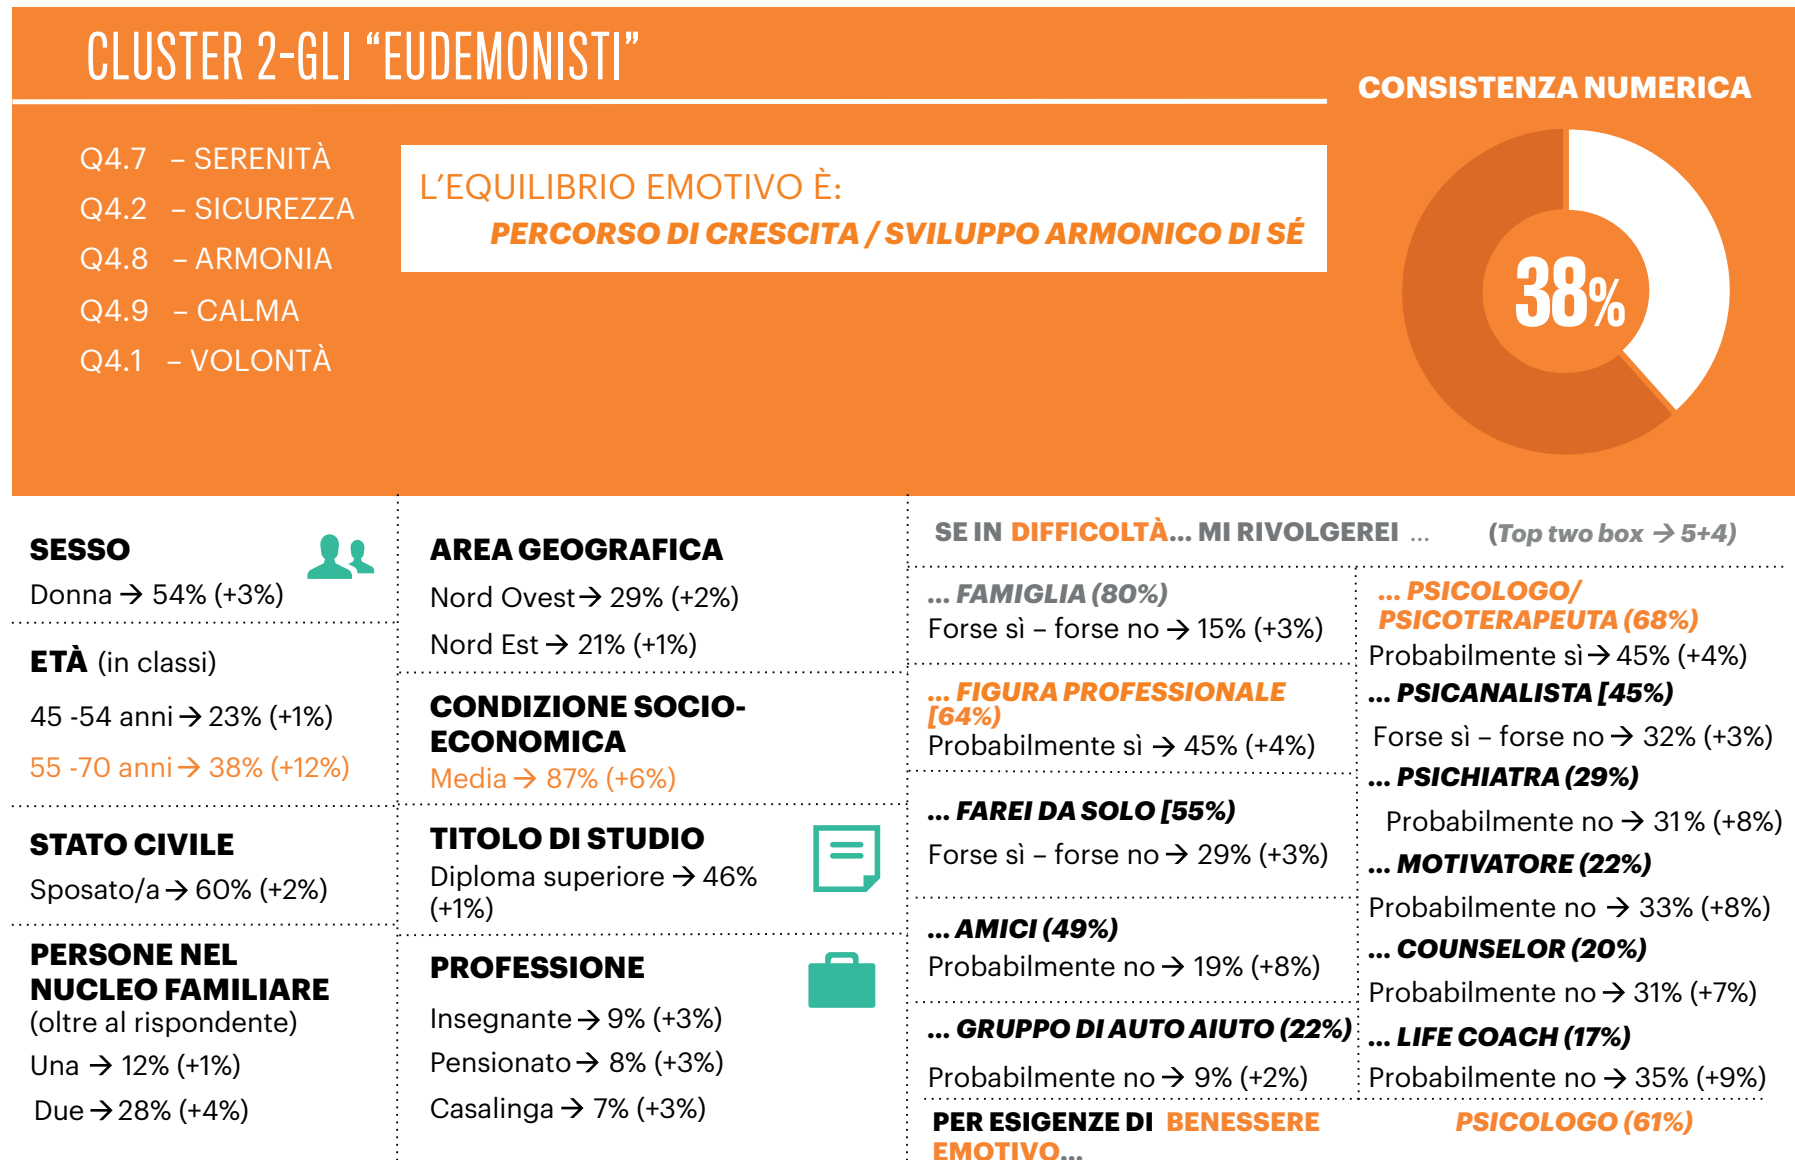 CLUSTER 2-GLI “EUDEMONISTI”
CONSISTENZA NUMERICA
Q4.7 – SERENITÀ
Q4.2 – SICUREZZA
Q4.8 – ARMONIA
Q4.9 – CALMA
Q4.1 – VOLONTÀ
L’EQUILIBRIO EMOTIVO È:
PERCORSO DI CRESCITA / SVILUPPO ARMONICO DI SÉ
38%
SESSO
Donna → 54% (+3%)
ETÀ (in classi)
45 -54 anni → 23% (+1%)
55 -70 anni → 38% (+12%)
STATO CIVILE
Sposato/a → 60% (+2%)
PERSONE NEL
NUCLEO FAMILIARE
(oltre al rispondente)
Una → 12% (+1%)
Due → 28% (+4%)
AREA GEOGRAFICA
Nord Ovest → 29% (+2%)
Nord Est → 21% (+1%)
CONDIZIONE SOCIO-
ECONOMICA
Media → 87% (+6%)
TITOLO DI STUDIO
Diploma superiore → 46%
(+1%)
PROFESSIONE
Insegnante → 9% (+3%)
Pensionato → 8% (+3%)
Casalinga → 7% (+3%)
SE IN DIFFICOLTÀ... MI RIVOLGEREI ... (Top two box → 5+4)
... FAMIGLIA (80%)
Forse sì – forse no → 15% (+3%)
... FIGURA PROFESSIONALE
[64%)
Probabilmente sì → 45% (+4%)
... FAREI DA SOLO [55%)
Forse sì – forse no → 29% (+3%)
... AMICI (49%)
Probabilmente no → 19% (+8%)
... GRUPPO DI AUTO AIUTO (22%)
Probabilmente no → 9% (+2%)
... PSICOLOGO/
PSICOTERAPEUTA (68%)
Probabilmente sì → 45% (+4%)
... PSICANALISTA [45%)
Forse sì – forse no → 32% (+3%)
... PSICHIATRA (29%)
Probabilmente no → 31% (+8%)
... MOTIVATORE (22%)
Probabilmente no → 33% (+8%)
... COUNSELOR (20%)
Probabilmente no → 31% (+7%)
... LIFE COACH (17%)
Probabilmente no → 35% (+9%)
PER ESIGENZE DI BENESSERE
EMOTIVO...
PSICOLOGO (61%)